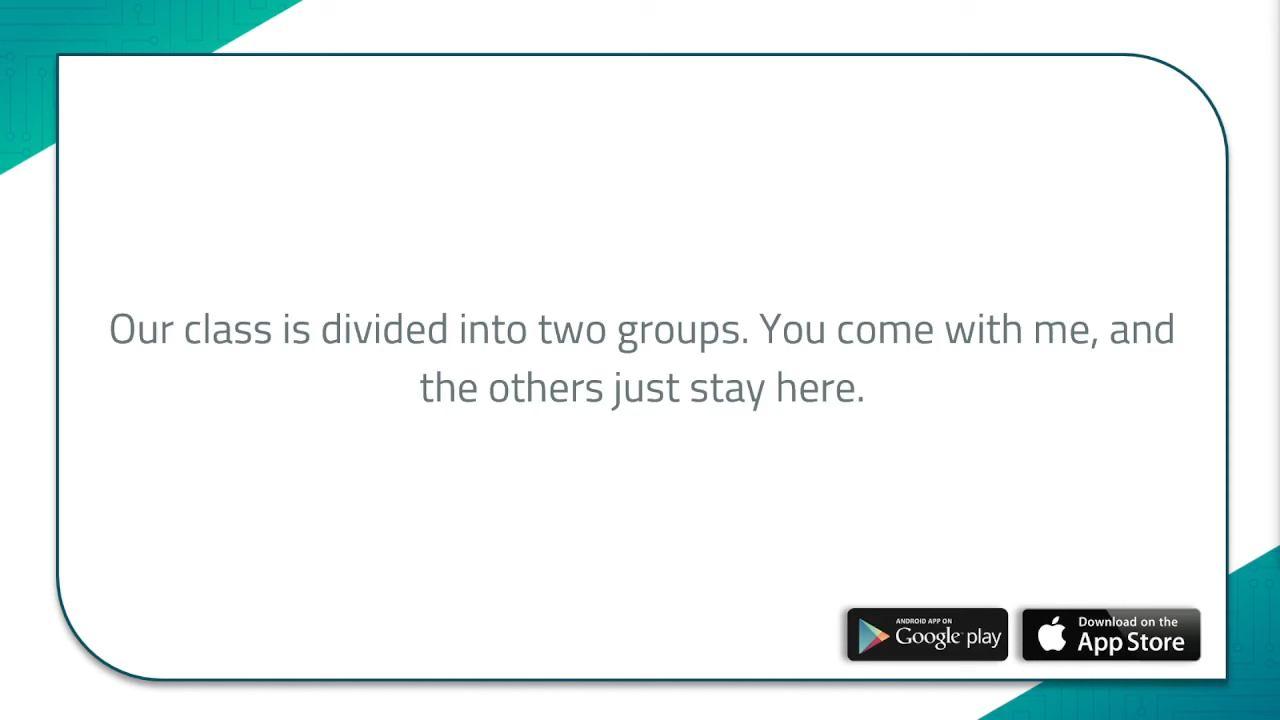 Our class is divided into two groups. You come with me, and
the others just stay here.
ANDROID APP ON
Google play
Download on the
App Store